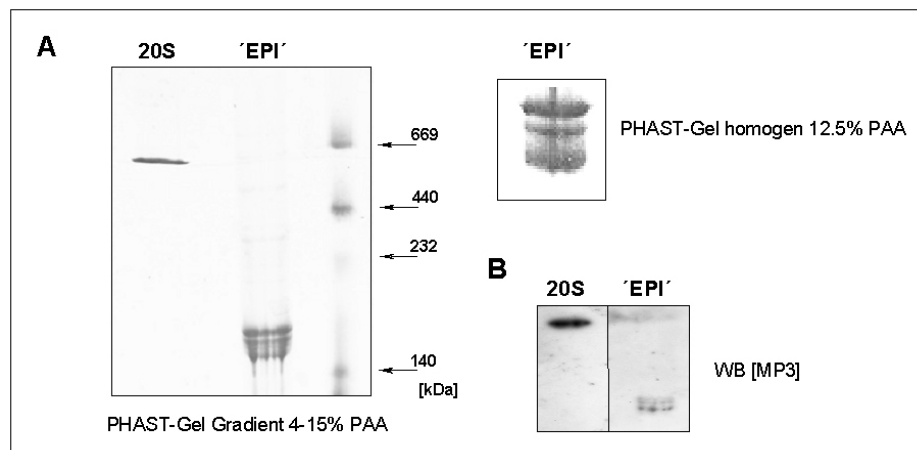 A
20S ´EPI´
669
440
232
140
[kDa]
PHAST-Gel Gradient 4-15% PAA
´EPI´
PHAST-Gel homogen 12.5% PAA
B
20S ´EPI´
WB [MP3]